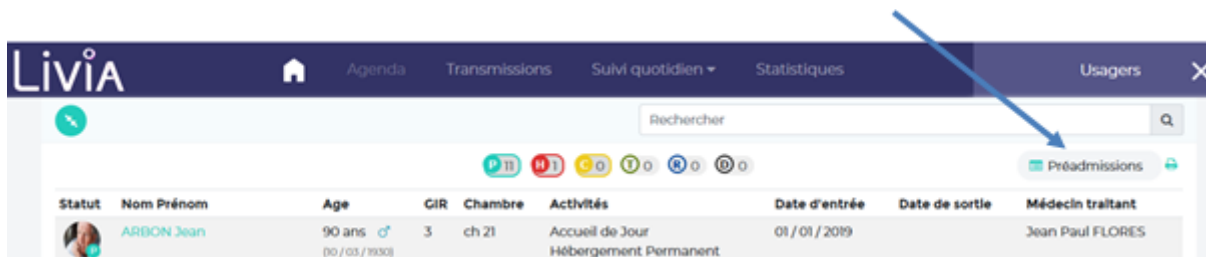 LiviA Agenda Transmissions Suivi quotidien Statistiques Usagers
Rechercher
P 11 H 1 C 0 T 0 R 0 D 0 Préadmissions
Statut Nom Prénom Age GIR Chambre Activités Date d'entrée Date de sortie Médecin traitant
P ARBON Jean 90 ans 3 ch 21 Accueil de Jour 01 / 01 / 2019 Jean Paul FLORES
(10 / 03 / 1930) Hébergement Permanent